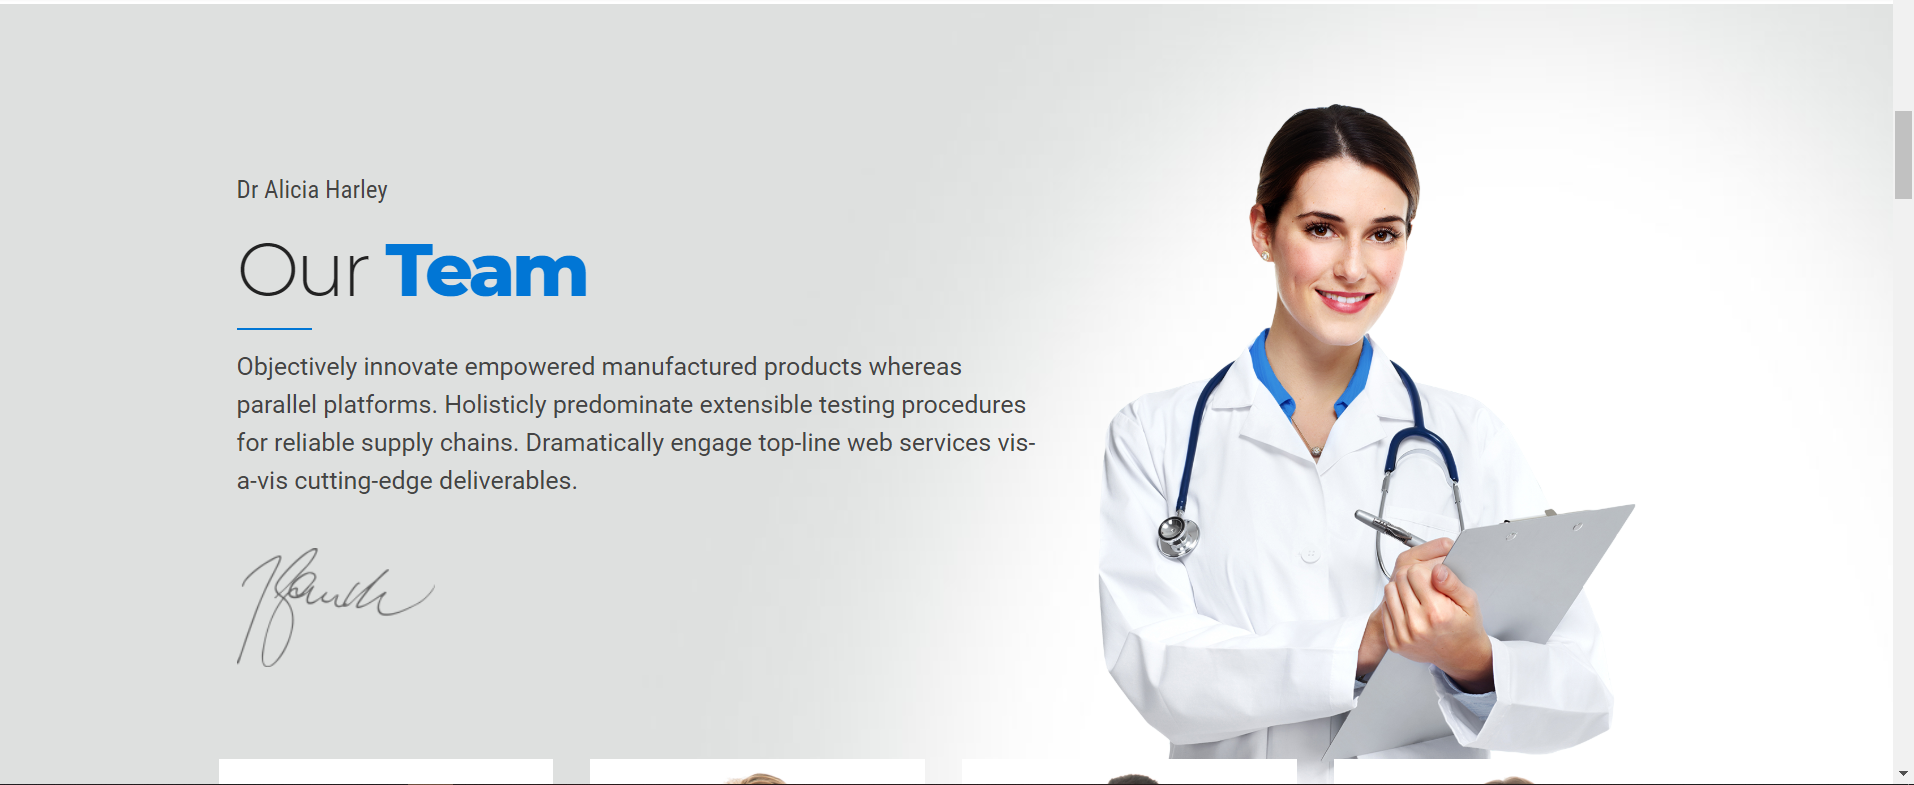 Dr Alicia Harley
Our Team
Objectively innovate empowered manufactured products whereas
parallel platforms. Holisticly predominate extensible testing procedures
for reliable supply chains. Dramatically engage top-line web services vis-
a-vis cutting-edge deliverables.